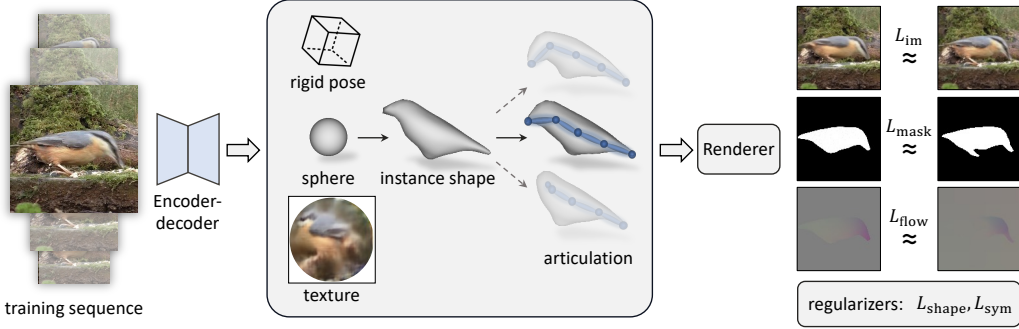 training sequence
Encoder-
decoder
rigid pose
sphere
instance shape
texture
articulation
Renderer
L_im
≈
L_mask
≈
L_flow
≈
regularizers: L_shape, L_sym